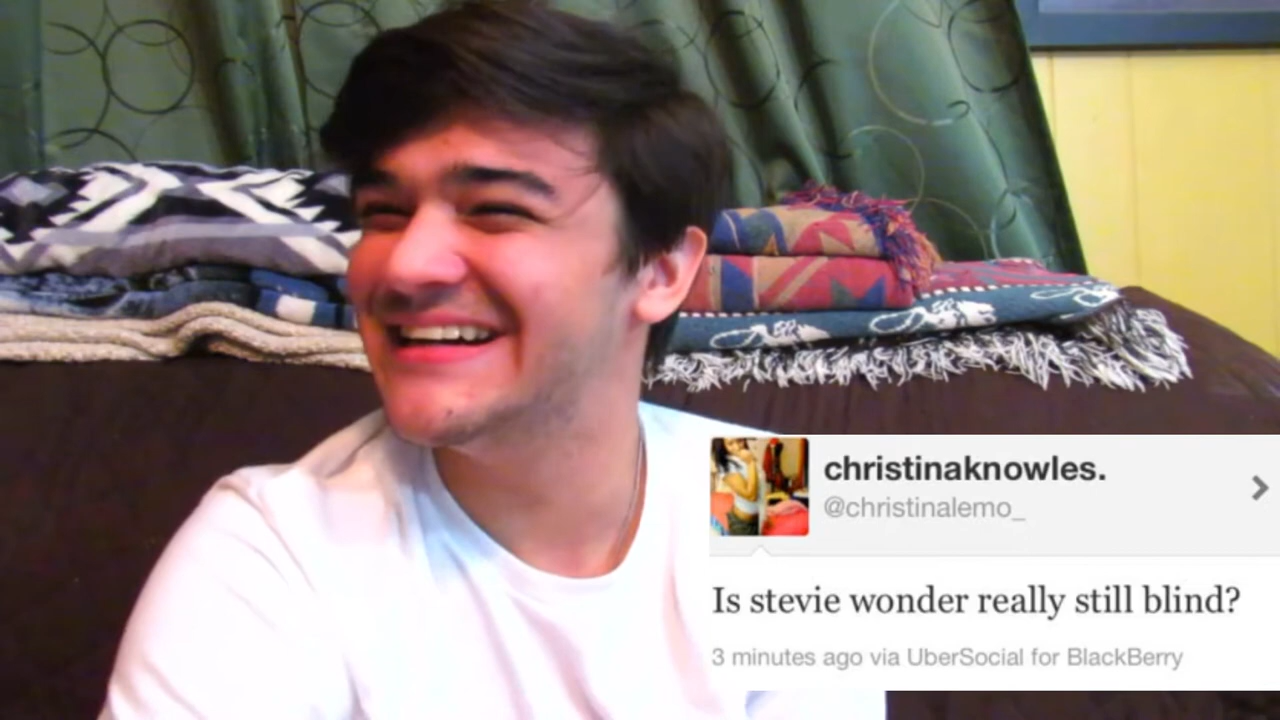 christinaknowles.
@christinalemo_
Is stevie wonder really still blind?
3 minutes ago via UberSocial for BlackBerry